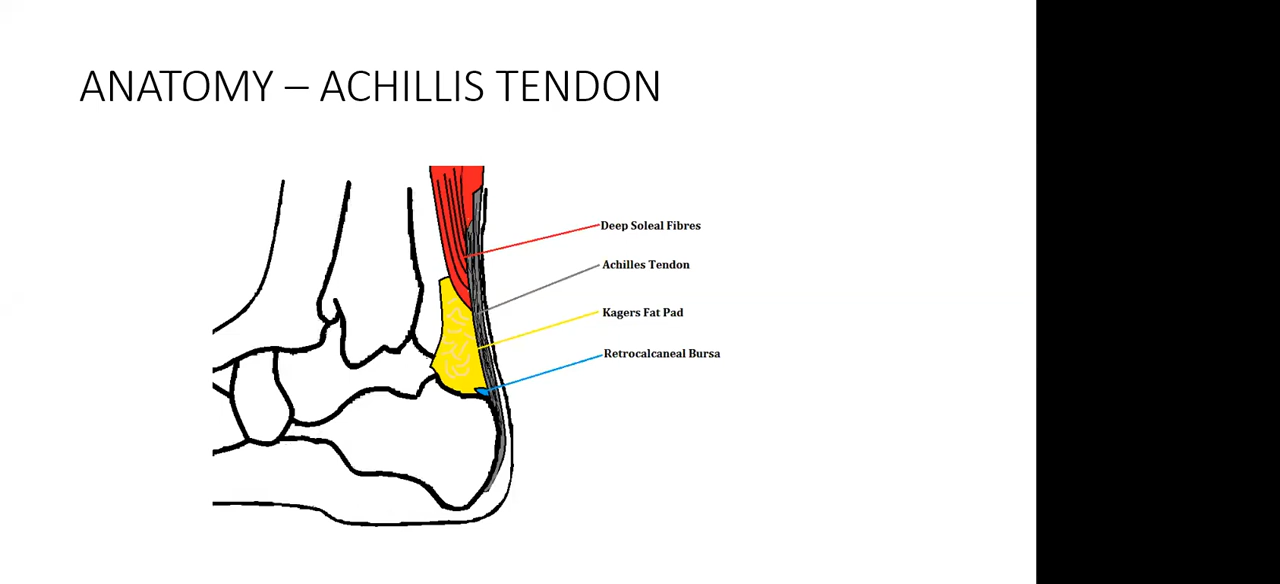 ANATOMY – ACHILLIS TENDON
Deep Soleal Fibres
Achilles Tendon
Kagers Fat Pad
Retrocalcaneal Bursa